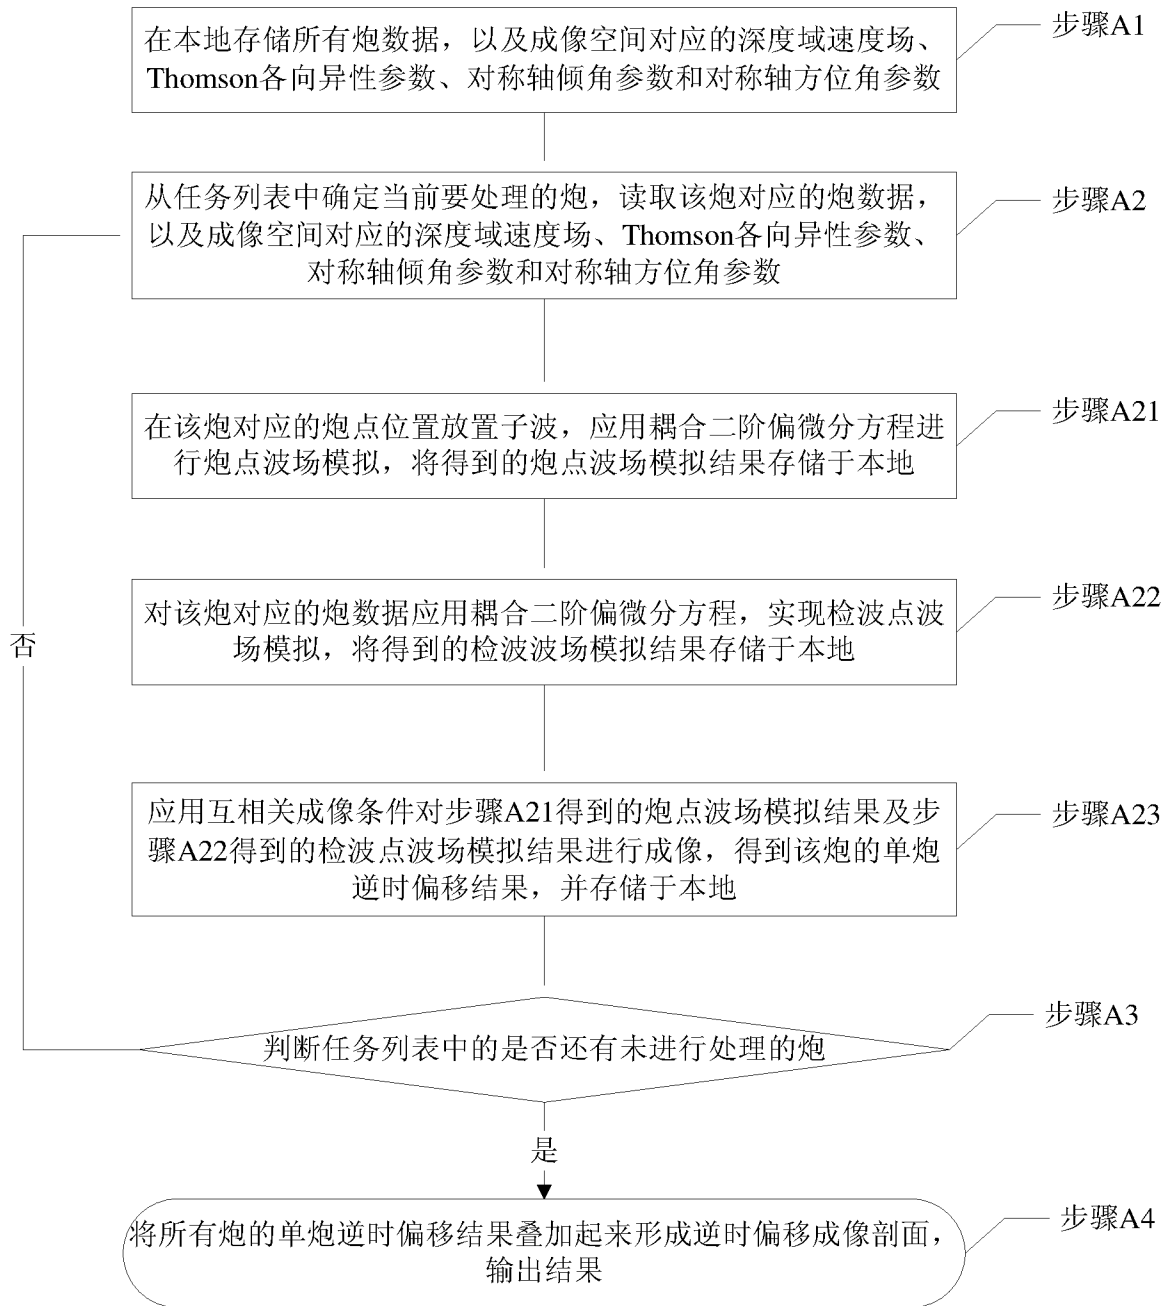 在本地存储所有炮数据，以及成像空间对应的深度域速度场、
Thomson各向异性参数、对称轴倾角参数和对称轴方位角参数
步骤A1
从任务列表中确定当前要处理的炮，读取该炮对应的炮数据，
以及成像空间对应的深度域速度场、Thomson各向异性参数、
对称轴倾角参数和对称轴方位角参数
步骤A2
在该炮对应的炮点位置放置子波，应用耦合二阶偏微分方程进
行炮点波场模拟，将得到的炮点波场模拟结果存储于本地
步骤A21
对该炮对应的炮数据应用耦合二阶偏微分方程，实现检波点波
场模拟，将得到的检波波场模拟结果存储于本地
步骤A22
否
应用互相关成像条件对步骤A21得到的炮点波场模拟结果及步
骤A22得到的检波点波场模拟结果进行成像，得到该炮的单炮
逆时偏移结果，并存储于本地
步骤A23
判断任务列表中的是否还有未进行处理的炮
步骤A3
是
将所有炮的单炮逆时偏移结果叠加起来形成逆时偏移成像剖面，
输出结果
步骤A4